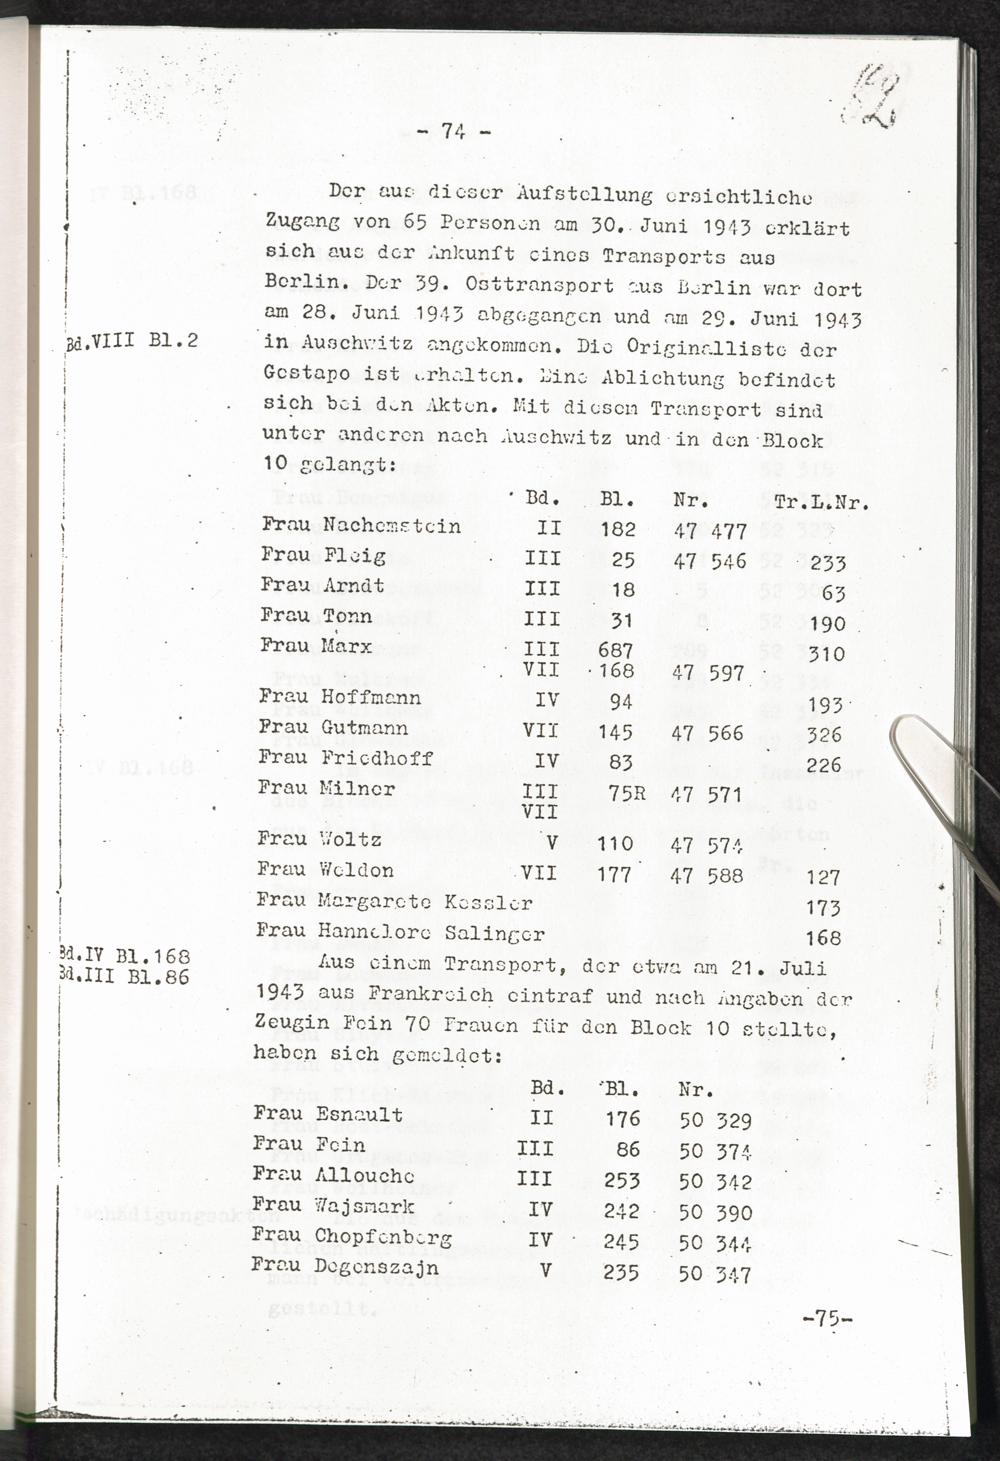 - 74 -
Der aus dieser Aufstellung ersichtliche
Zugang von 65 Personen am 30. Juni 1943 erklärt
sich aus der Ankunft eines Transports aus
Berlin. Der 39. Osttransport aus Berlin war dort
am 28. Juni 1943 abgegangen und am 29. Juni 1943
Bd.VIII Bl.2 in Auschwitz angekommen. Die Originalliste der
Gestapo ist erhalten. Eine Ablichtung befindet
sich bei den Akten. Mit diesem Transport sind
unter anderen nach Auschwitz und in den Block
10 gelangt:
Bd. Bl. Nr. Tr.L.Nr.
Frau Nachemstein II 182 47 477
Frau Fleig III 25 47 546 233
Frau Arndt III 18 63
Frau Tonn III 31 190
Frau Marx III 687 310
VII 168 47 597
Frau Hoffmann IV 94 193
Frau Gutmann VII 145 47 566 326
Frau Friedhoff IV 83 226
Frau Milner III 75R 47 571
VII
Frau Woltz V 110 47 574
Frau Weldon VII 177 47 588 127
Frau Margarete Kessler 173
Frau Hannelore Salinger 168
Bd.IV Bl.168 Aus einem Transport, der etwa am 21. Juli
Bd.III Bl.86 1943 aus Frankreich eintraf und nach Angaben der
Zeugin Fein 70 Frauen für den Block 10 stellte,
haben sich gemeldet:
Bd. Bl. Nr.
Frau Esnault II 176 50 329
Frau Fein III 86 50 374
Frau Allouche III 253 50 342
Frau Wajsmark IV 242 50 390
Frau Chopfenberg IV 245 50 344
Frau Degenszajn V 235 50 347
-75-